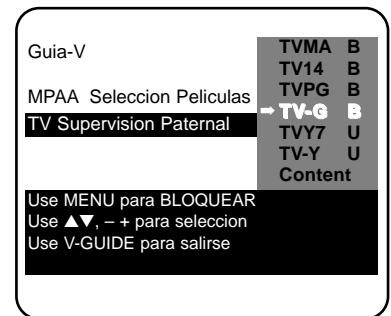 Guia-V
MPAA Seleccion Peliculas
TV Supervision Paternal
TVMA B
TV14 B
TVPG B
➡ TV-G B
TVY7 U
TV-Y U
Content
Use MENU para BLOQUEAR
Use ▲▼, – + para seleccion
Use V-GUIDE para salirse